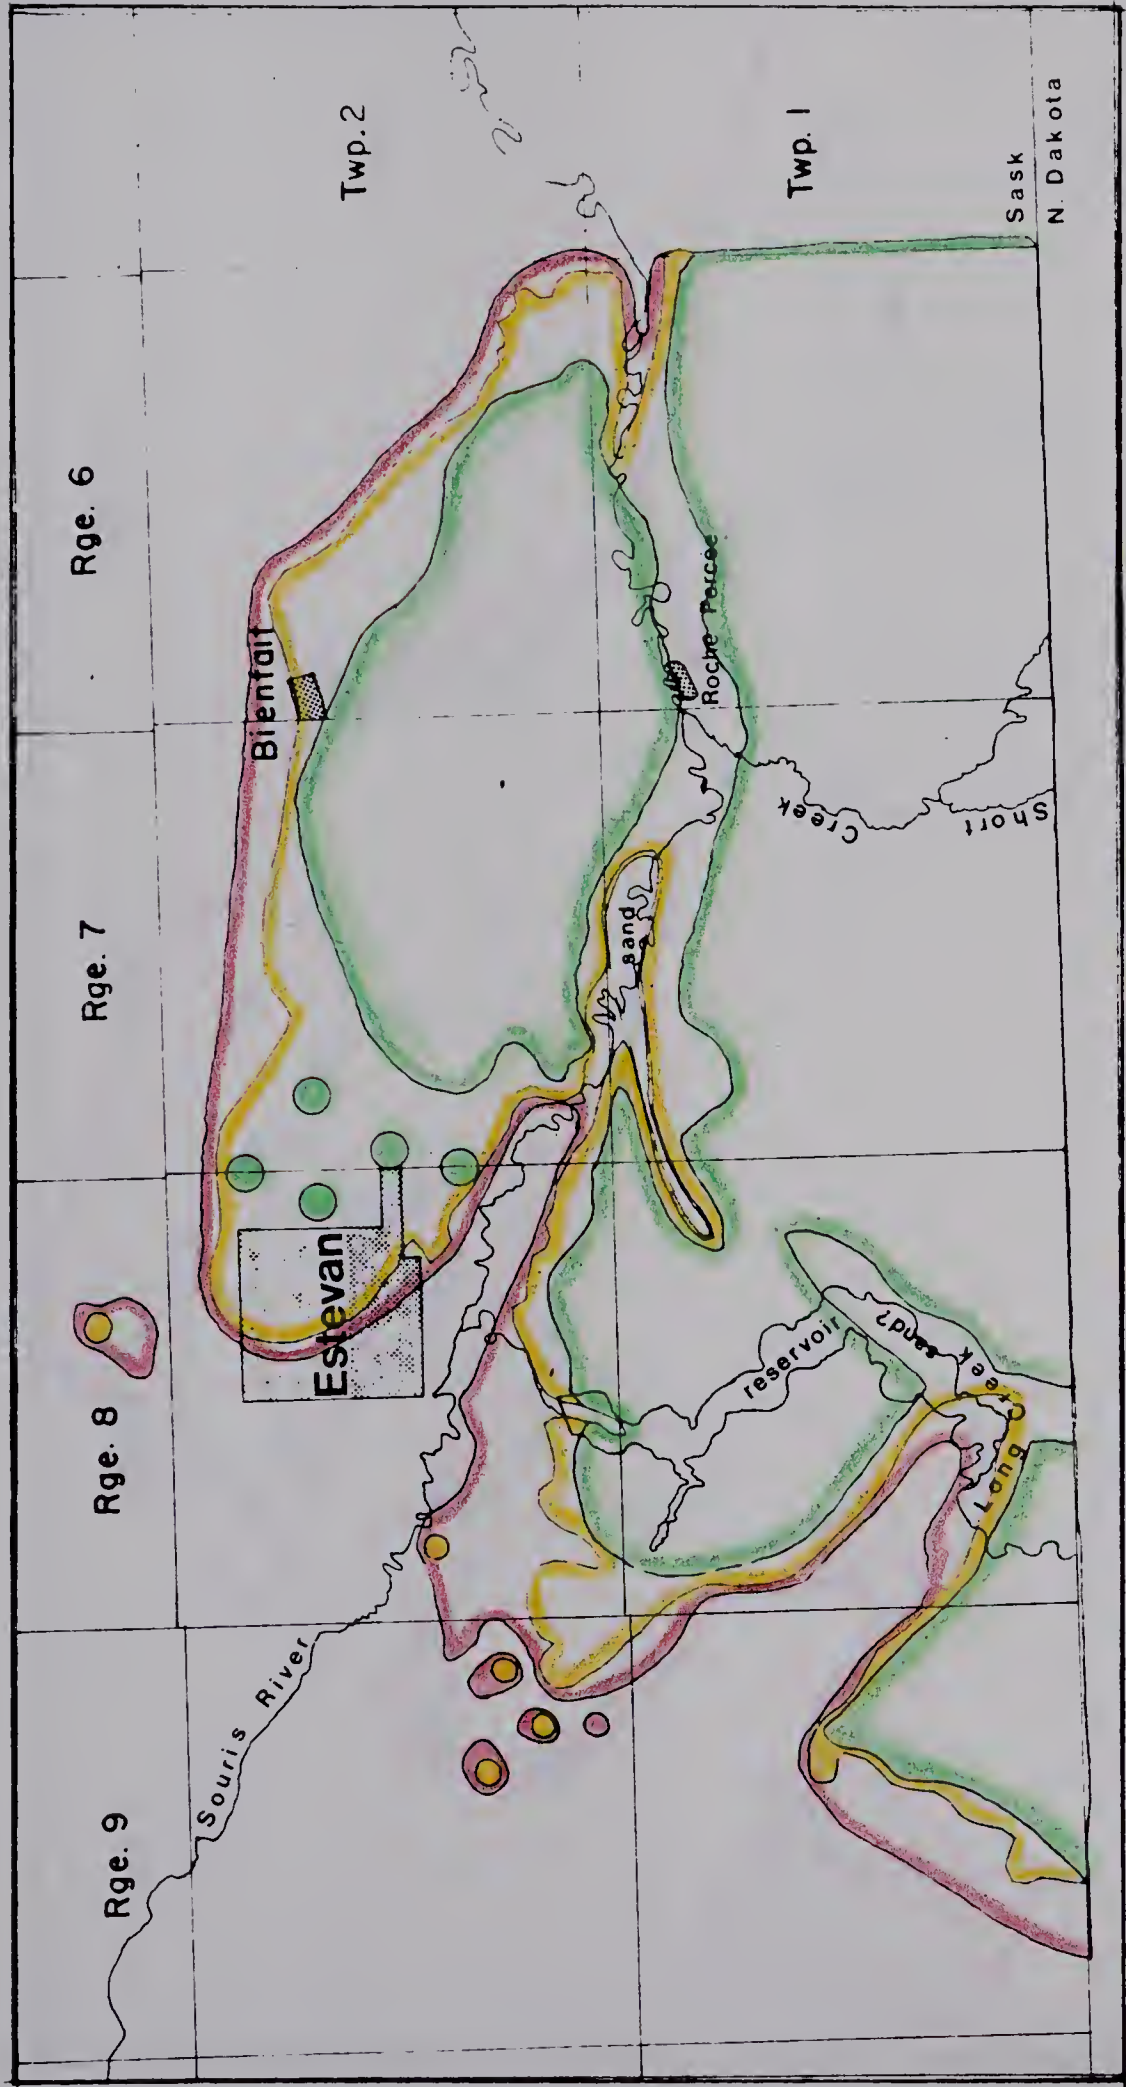 Rge. 9
Rge. 8
Rge. 7
Rge. 6
Souris River
Estevan
Bienfait
Twp. 2
reservoir
sand?
Long Creek
sand
Roche Percee
Short
Creek
Twp. 1
Sask
N. Dakota